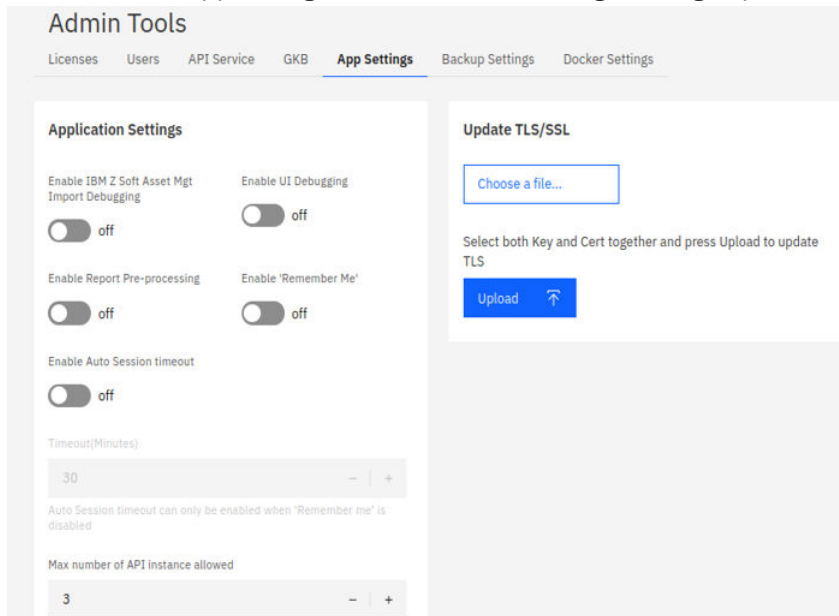 Admin Tools
Licenses Users API Service GKB App Settings Backup Settings Docker Settings
Application Settings
Enable IBM Z Soft Asset Mgt
Import Debugging
off
Enable UI Debugging
off
Enable Report Pre-processing
off
Enable 'Remember Me'
off
Enable Auto Session timeout
off
Timeout(Minutes)
30 - | +
Auto Session timeout can only be enabled when 'Remember me' is
disabled
Max number of API instance allowed
3 - | +
Update TLS/SSL
Choose a file...
Select both Key and Cert together and press Upload to update
TLS
Upload